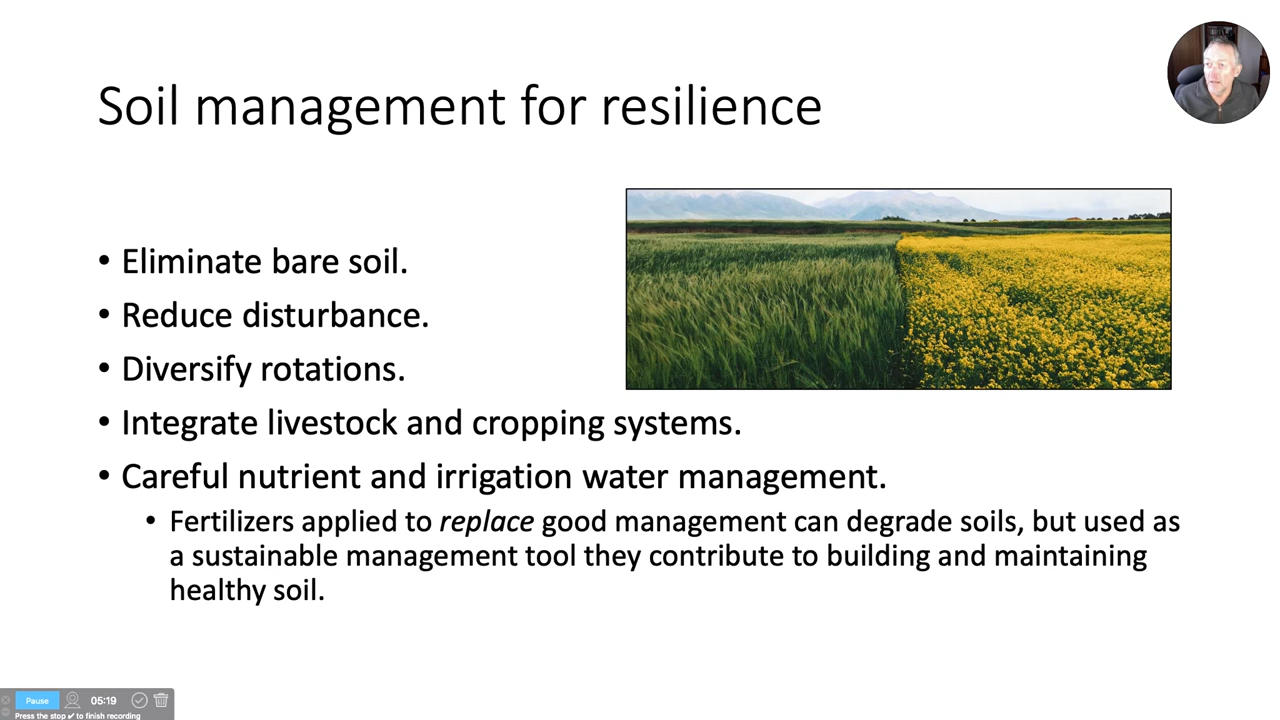 Soil management for resilience
• Eliminate bare soil.
• Reduce disturbance.
• Diversify rotations.
• Integrate livestock and cropping systems.
• Careful nutrient and irrigation water management.
• Fertilizers applied to replace good management can degrade soils, but used as
a sustainable management tool they contribute to building and maintaining
healthy soil.
Pause 05:19
Press the stop ✔ to finish recording